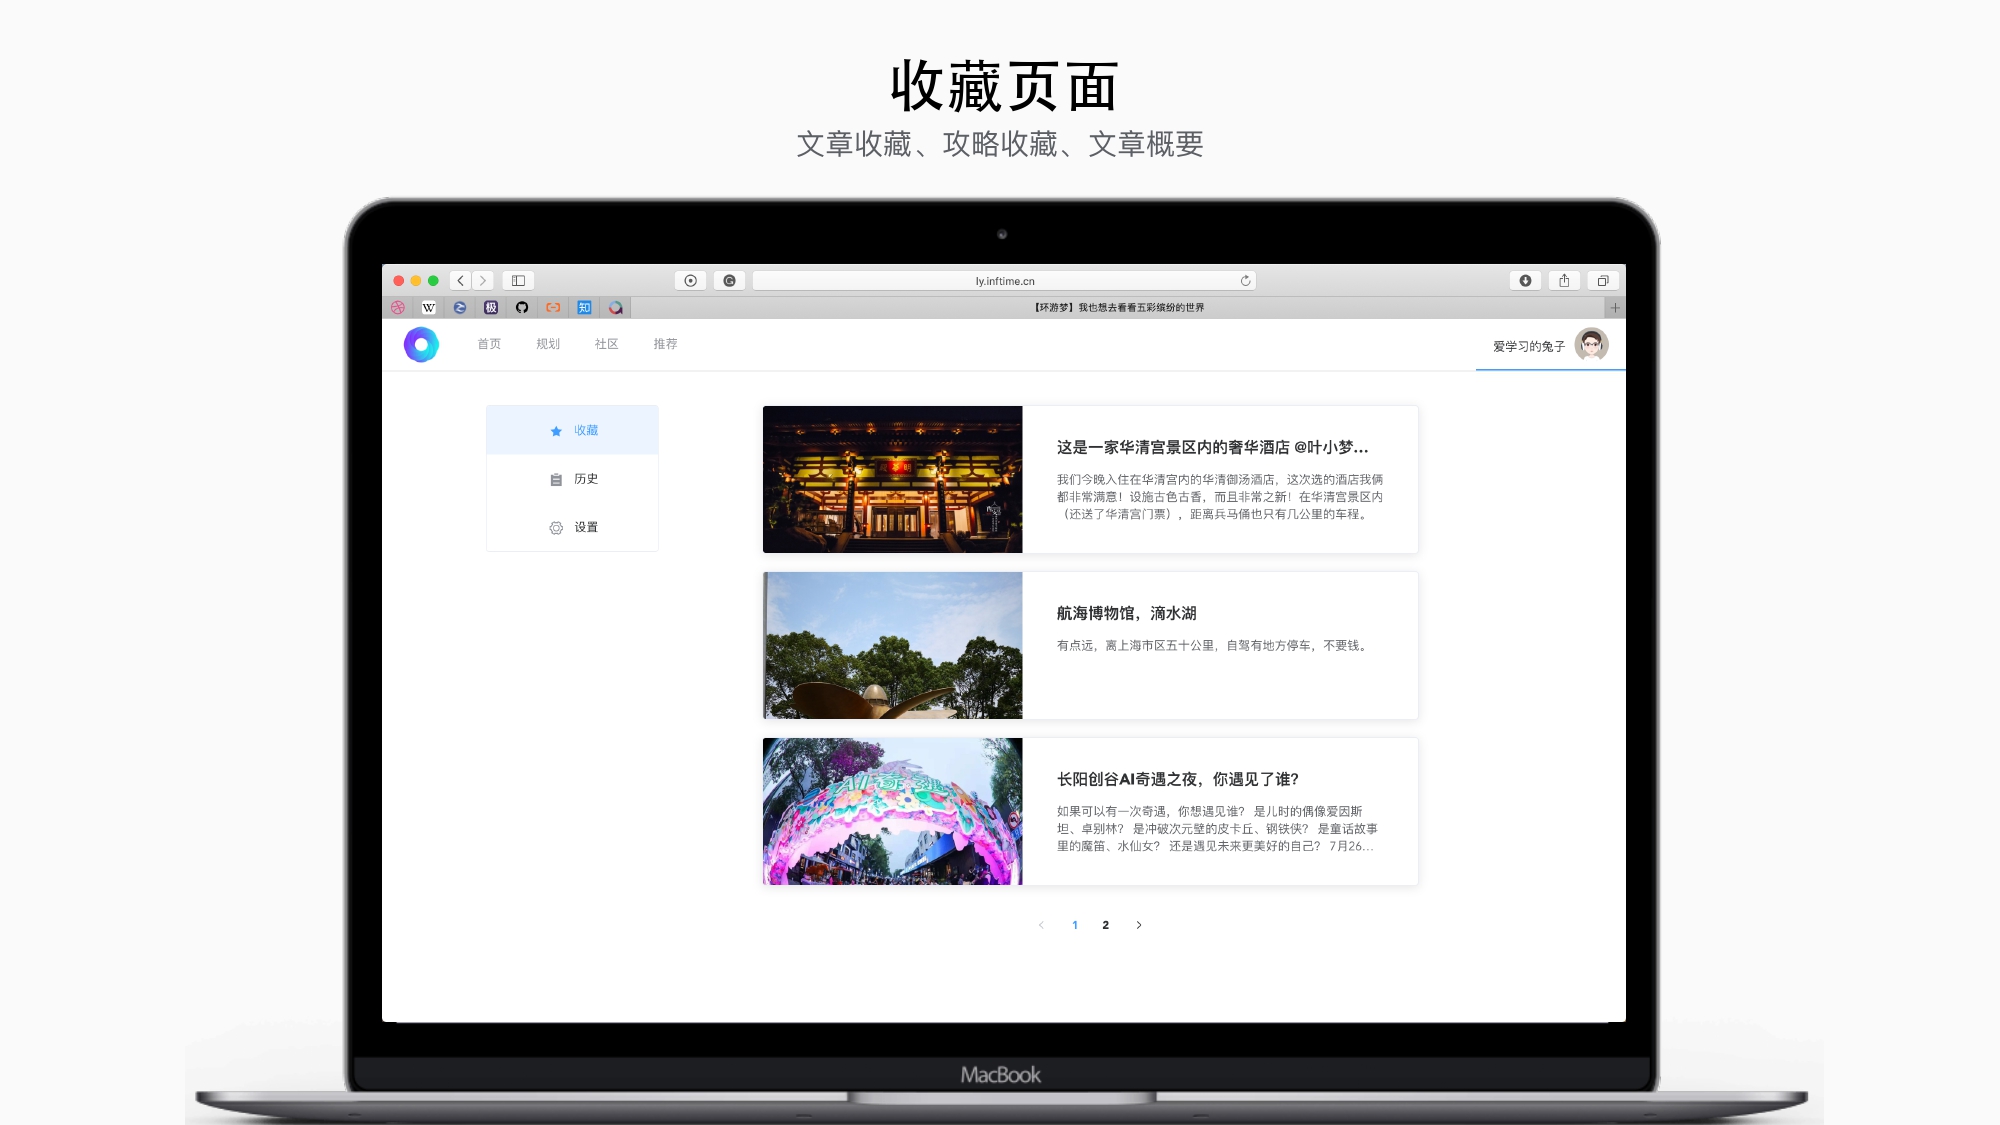 收藏页面
文章收藏、攻略收藏、文章概要
ly.inftime.cn
W
极
知
【环游梦】我也想去看看五彩缤纷的世界
首页
规划
社区
推荐
爱学习的兔子
收藏
历史
设置
这是一家华清宫景区内的奢华酒店 @叶小梦...
我们今晚入住在华清宫内的华清御汤酒店，这次选的酒店我俩
都非常满意！设施古色古香，而且非常之新！在华清宫景区内
（还送了华清宫门票），距离兵马俑也只有几公里的车程。
航海博物馆，滴水湖
有点远，离上海市区五十公里，自驾有地方停车，不要钱。
AI奇遇
长阳创谷AI奇遇之夜，你遇见了谁？
如果可以有一次奇遇，你想遇见谁？ 是儿时的偶像爱因斯
坦、卓别林？ 是冲破次元壁的皮卡丘、钢铁侠？ 是童话故事
里的魔笛、水仙女？ 还是遇见未来更美好的自己？ 7月26...
1
2
MacBook